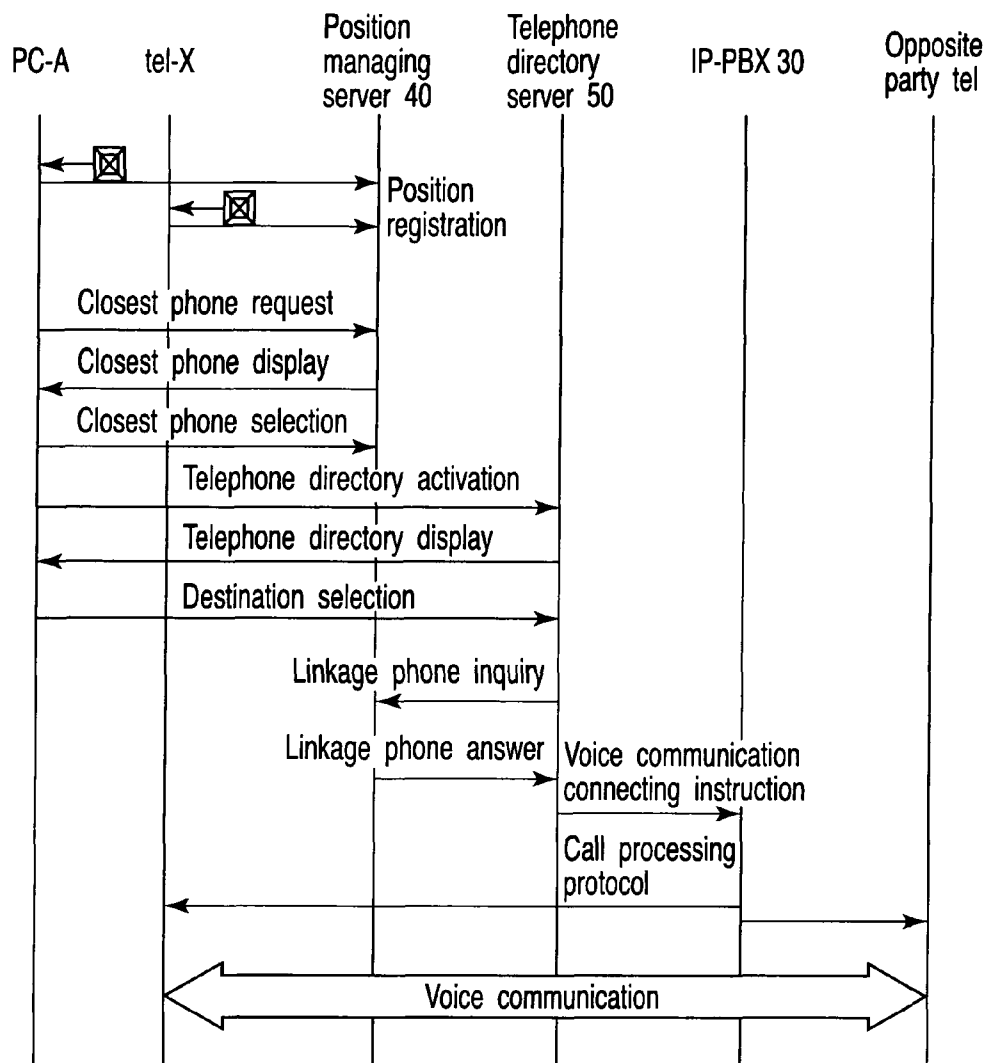 PC-A
tel-X
Position
managing
server 40
Telephone
directory
server 50
IP-PBX 30
Opposite
party tel
Position
registration
Closest phone request
Closest phone display
Closest phone selection
Telephone directory activation
Telephone directory display
Destination selection
Linkage phone inquiry
Linkage phone answer
Voice communication
connecting instruction
Call processing
protocol
Voice communication